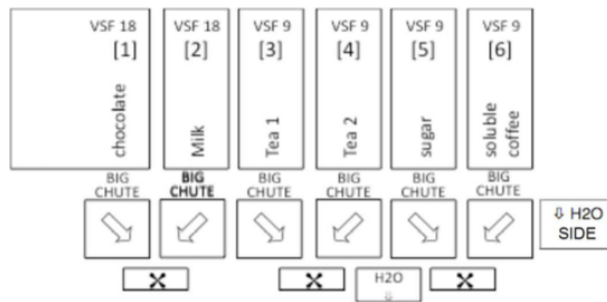 VSF 18
[1]
chocolate
VSF 18
[2]
Milk
VSF 9
[3]
Tea 1
VSF 9
[4]
Tea 2
VSF 9
[5]
sugar
VSF 9
[6]
soluble
coffee
BIG
CHUTE
BIG
CHUTE
BIG
CHUTE
BIG
CHUTE
BIG
CHUTE
BIG
CHUTE
⇩ H2O
SIDE
H2O
⇩